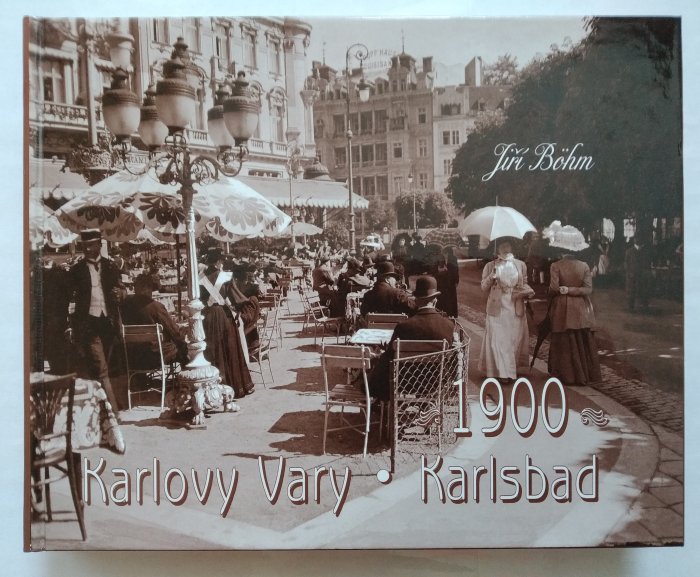 Jiří Böhm
1900
Karlovy Vary • Karlsbad